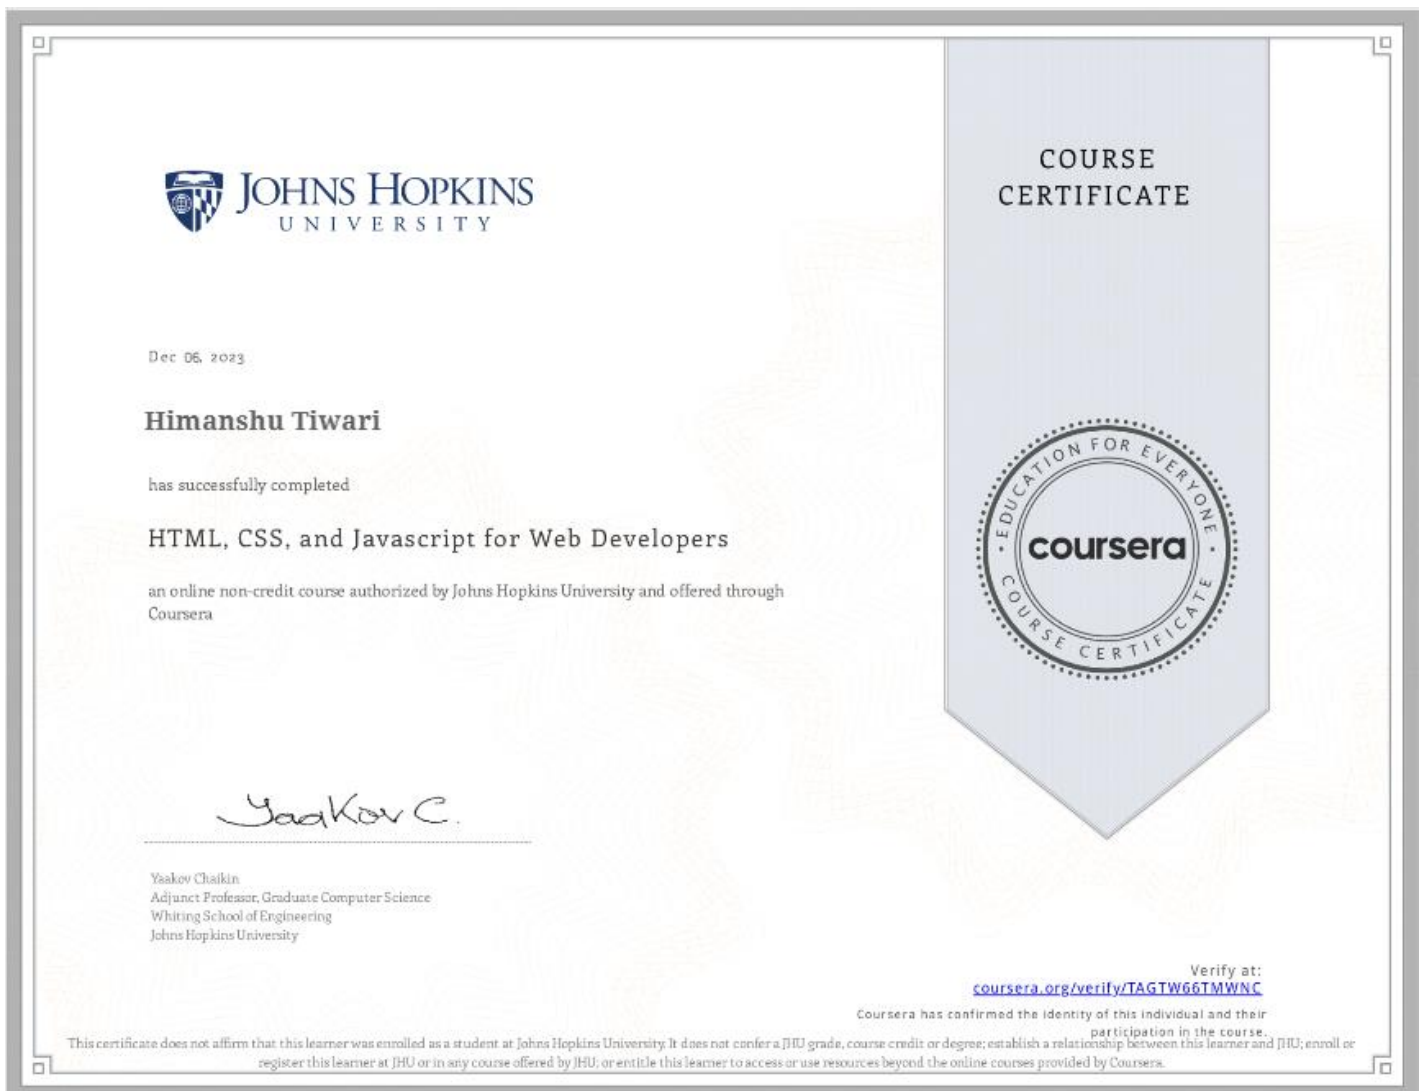 JOHNS HOPKINS
UNIVERSITY
COURSE
CERTIFICATE
Dec 06, 2023
Himanshu Tiwari
has successfully completed
HTML, CSS, and Javascript for Web Developers
an online non-credit course authorized by Johns Hopkins University and offered through
Coursera
EDUCATION FOR EVERYONE
coursera
COURSE CERTIFICATE
Yaakov C.
Yaakov Chaikin
Adjunct Professor, Graduate Computer Science
Whiting School of Engineering
Johns Hopkins University
Verify at:
coursera.org/verify/TAGTW66TMWNC
Coursera has confirmed the identity of this individual and their
participation in the course.
This certificate does not affirm that this learner was enrolled as a student at Johns Hopkins University. It does not confer a JHU grade, course credit or degree; establish a relationship between this learner and JHU; enroll or
register this learner at JHU or in any course offered by JHU; or entitle this learner to access or use resources beyond the online courses provided by Coursera.